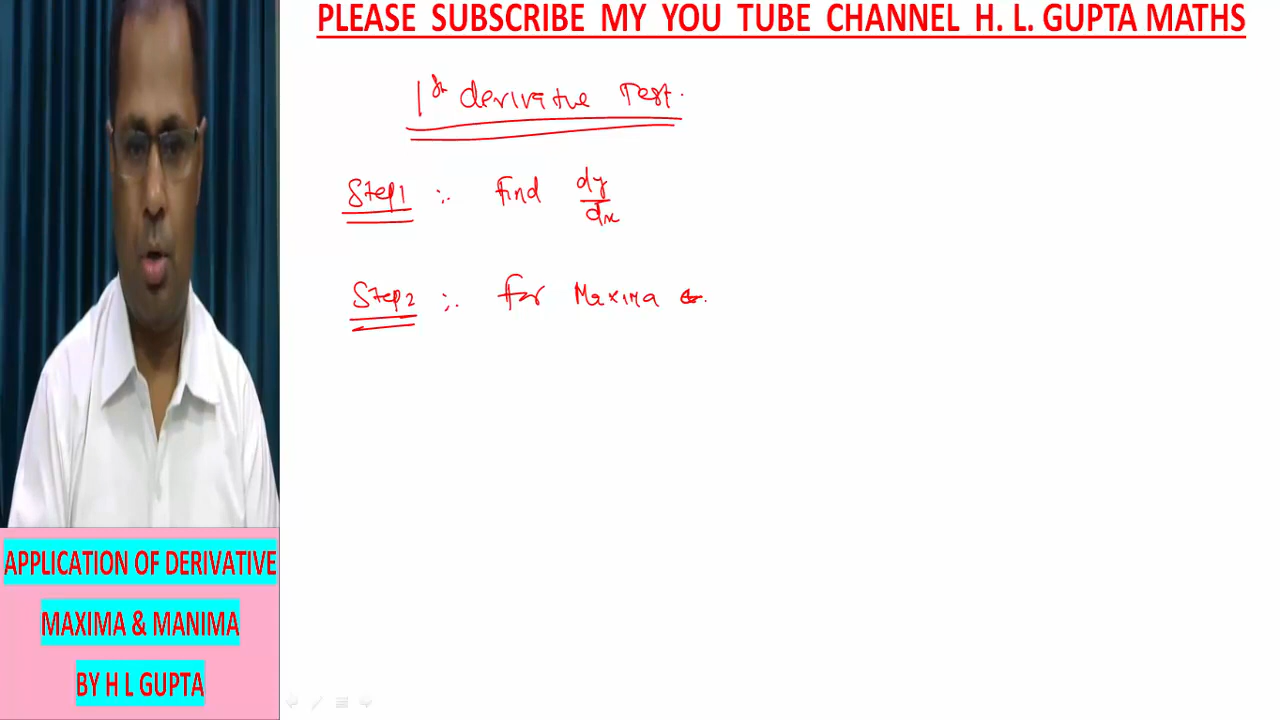 PLEASE SUBSCRIBE MY YOU TUBE CHANNEL H. L. GUPTA MATHS
1st derivative Test.
Step1 :. find dy/dx
Step2 :. for Maxima
APPLICATION OF DERIVATIVE
MAXIMA & MANIMA
BY H L GUPTA